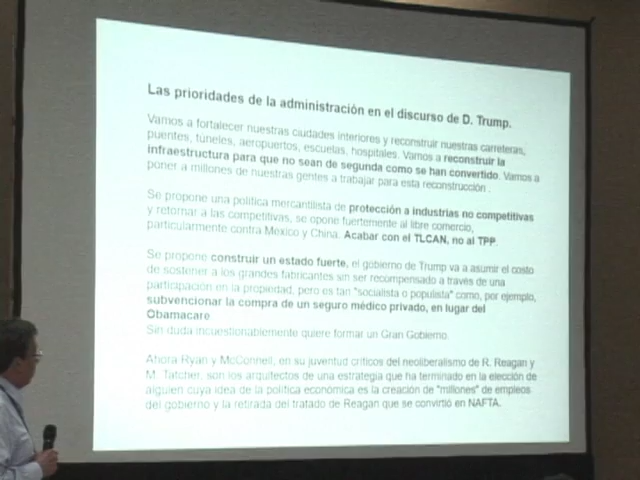 Las prioridades de la administración en el discurso de D. Trump.
Vamos a fortalecer nuestras ciudades interiores y reconstruir nuestras carreteras,
puentes, túneles, aeropuertos, escuelas, hospitales. Vamos a reconstruir la
infraestructura para que no sean de segunda como se han convertido. Vamos a
poner a millones de nuestras gentes a trabajar para esta reconstrucción .
Se propone una política mercantilista de protección a industrias no competitivas
y retornar a las competitivas, se opone fuertemente al libre comercio,
particularmente contra Mexico y China. Acabar con el TLCAN, no al TPP.
Se propone construir un estado fuerte, el gobierno de Trump va a asumir el costo
de sostener a los grandes fabricantes sin ser recompensado a través de una
participación en la propiedad, pero es tan "socialista o populista" como, por ejemplo,
subvencionar la compra de un seguro médico privado, en lugar del
Obamacare
Sin duda incuestionablemente quiere formar un Gran Gobierno.
Ahora Ryan y McConnell, en su juventud críticos del neoliberalismo de R. Reagan y
M. Tatcher, son los arquitectos de una estrategia que ha terminado en la elección de
alguien cuya idea de la política económica es la creación de "millones" de empleos
del gobierno y la retirada del tratado de Reagan que se convirtió en NAFTA.